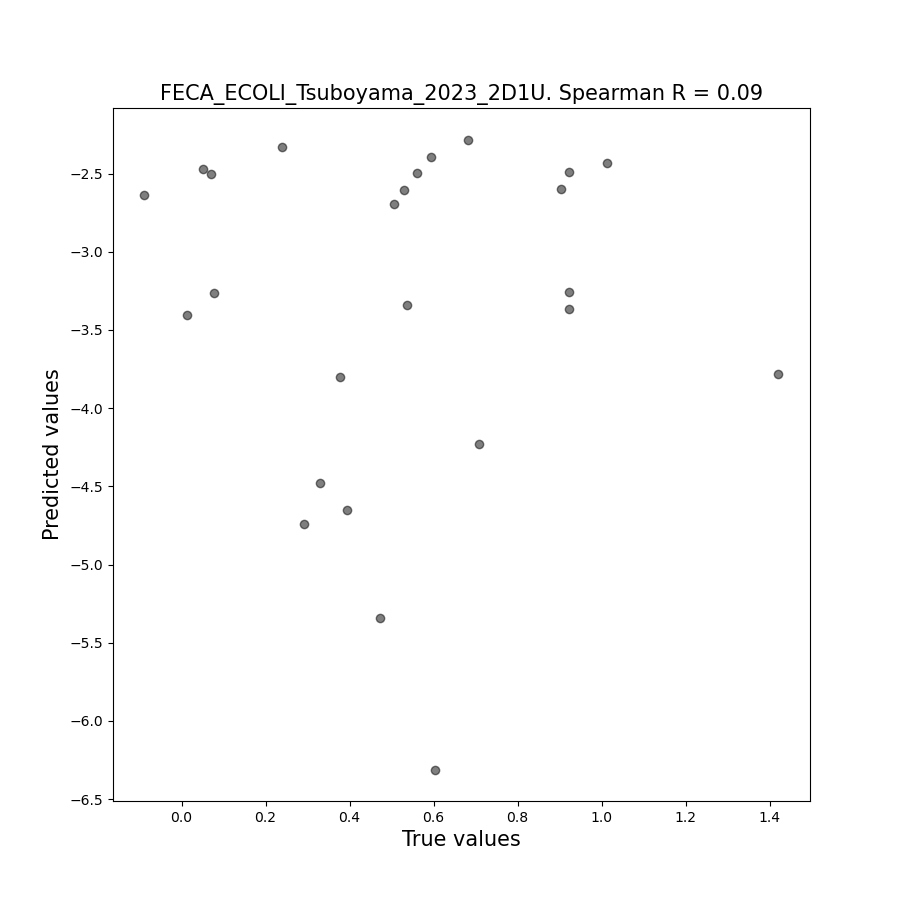 FECA_ECOLI_Tsuboyama_2023_2D1U. Spearman R = 0.09
Predicted values
−2.5
−3.0
−3.5
−4.0
−4.5
−5.0
−5.5
−6.0
−6.5
0.0 0.2 0.4 0.6 0.8 1.0 1.2 1.4
True values